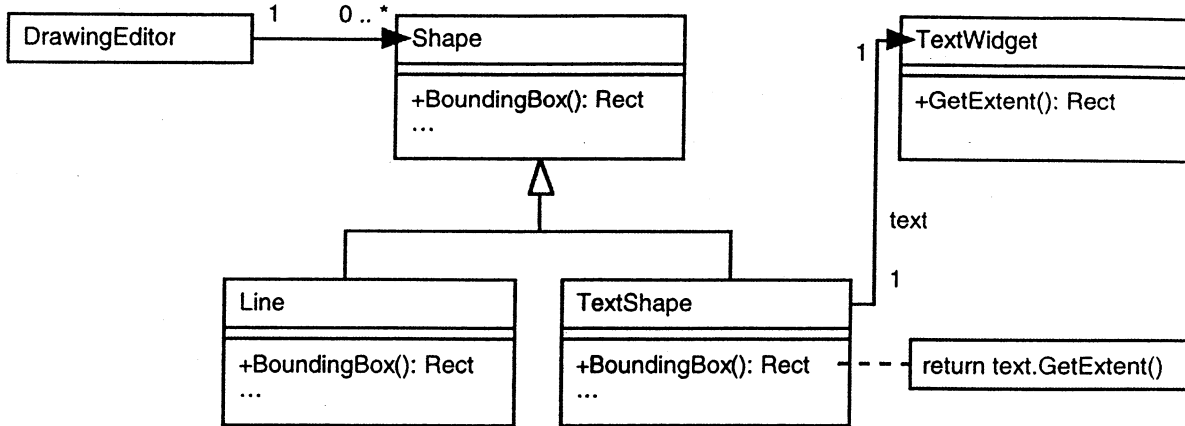 DrawingEditor
1
0 .. *
Shape
+BoundingBox(): Rect
...
1
TextWidget
+GetExtent(): Rect
text
1
Line
+BoundingBox(): Rect
...
TextShape
+BoundingBox(): Rect
...
return text.GetExtent()